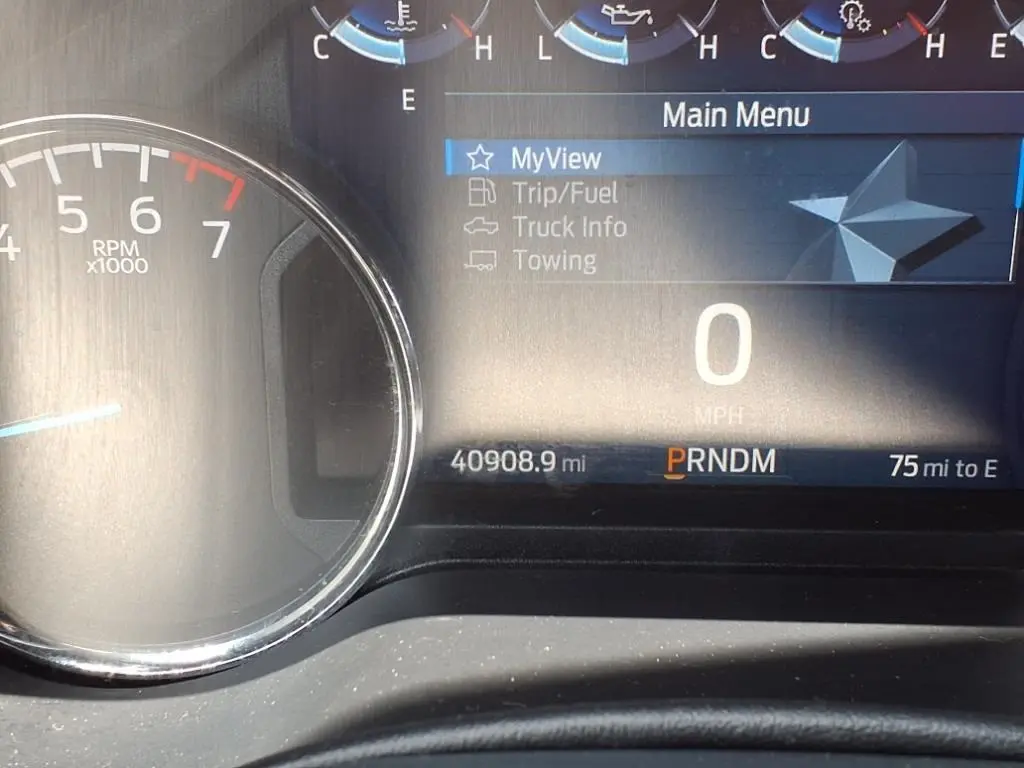 C H L H C H E
E
Main Menu
MyView
Trip/Fuel
Truck Info
Towing
4 5 6 7
RPM
x1000
0
MPH
40908.9 mi PRNDM 75 mi to E